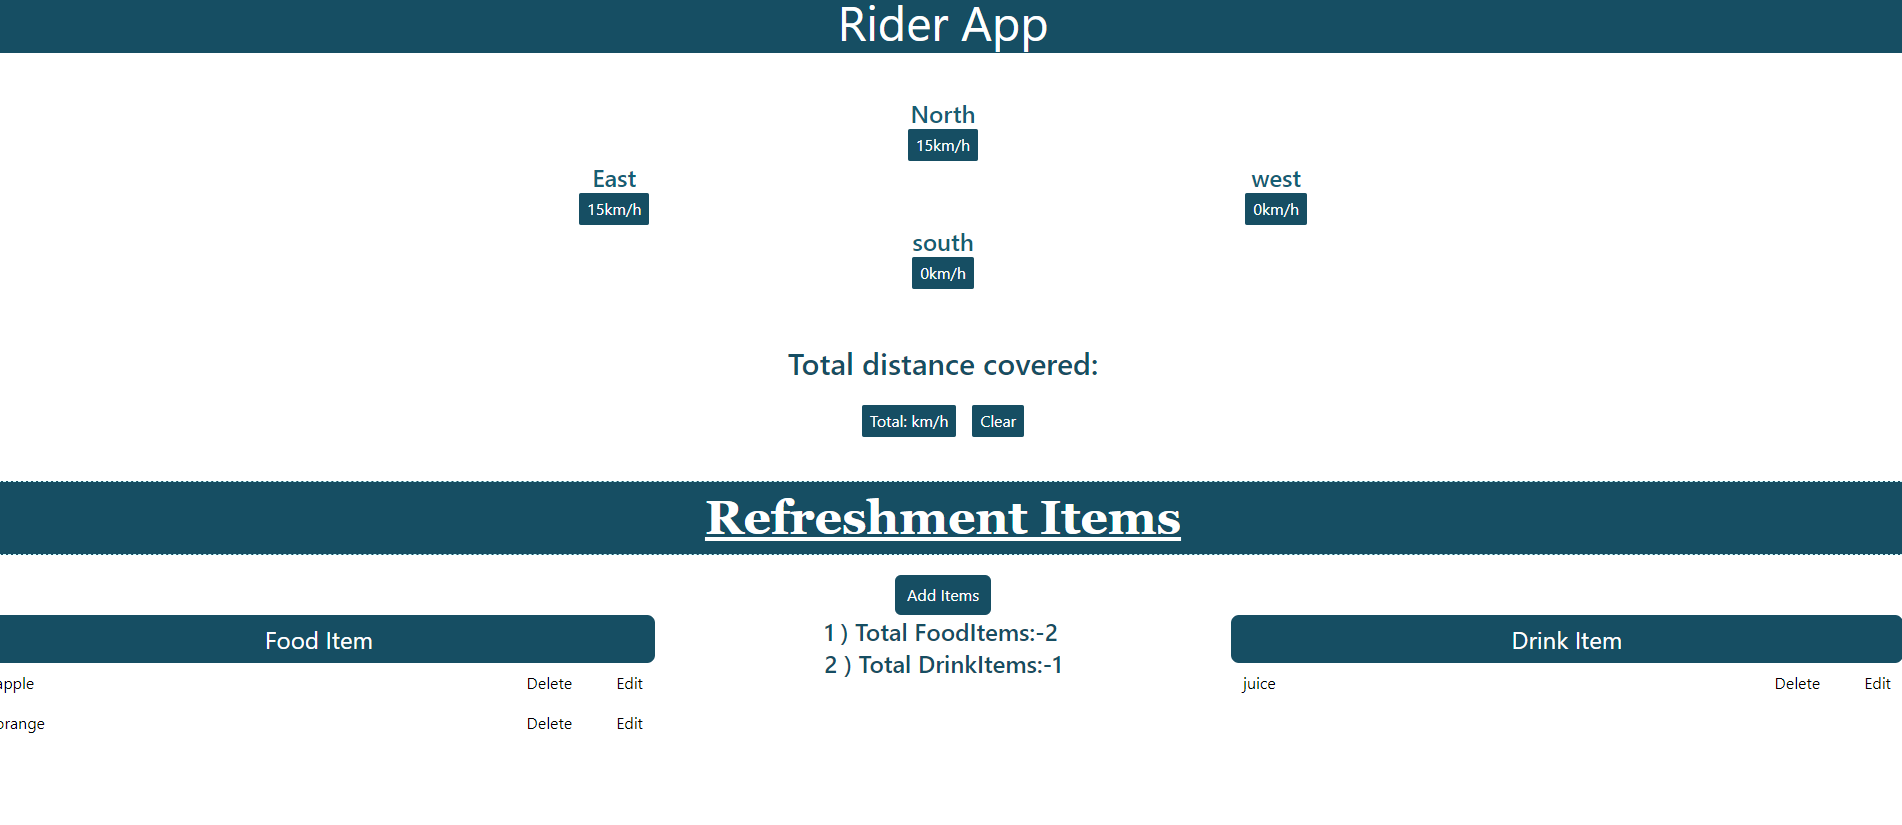 Rider App
North
15km/h
East
west
15km/h
0km/h
south
0km/h
Total distance covered:
Total: km/h
Clear
Refreshment Items
Add Items
Food Item
1 ) Total FoodItems:-2
2 ) Total DrinkItems:-1
Drink Item
apple Delete Edit
orange Delete Edit
juice Delete Edit